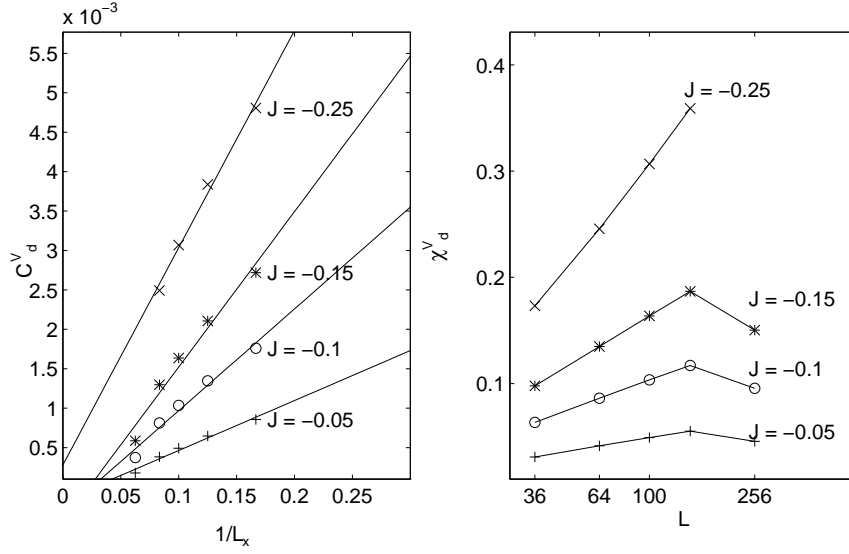 x 10⁻³
5.5
5
4.5
4
3.5
3
2.5
2
1.5
1
0.5
0 0.05 0.1 0.15 0.2 0.25
1/Lₓ
C^V_d
J = −0.25
J = −0.15
J = −0.1
J = −0.05
0.4
0.3
0.2
0.1
36 64 100 256
L
χ^V_d
J = −0.25
J = −0.15
J = −0.1
J = −0.05